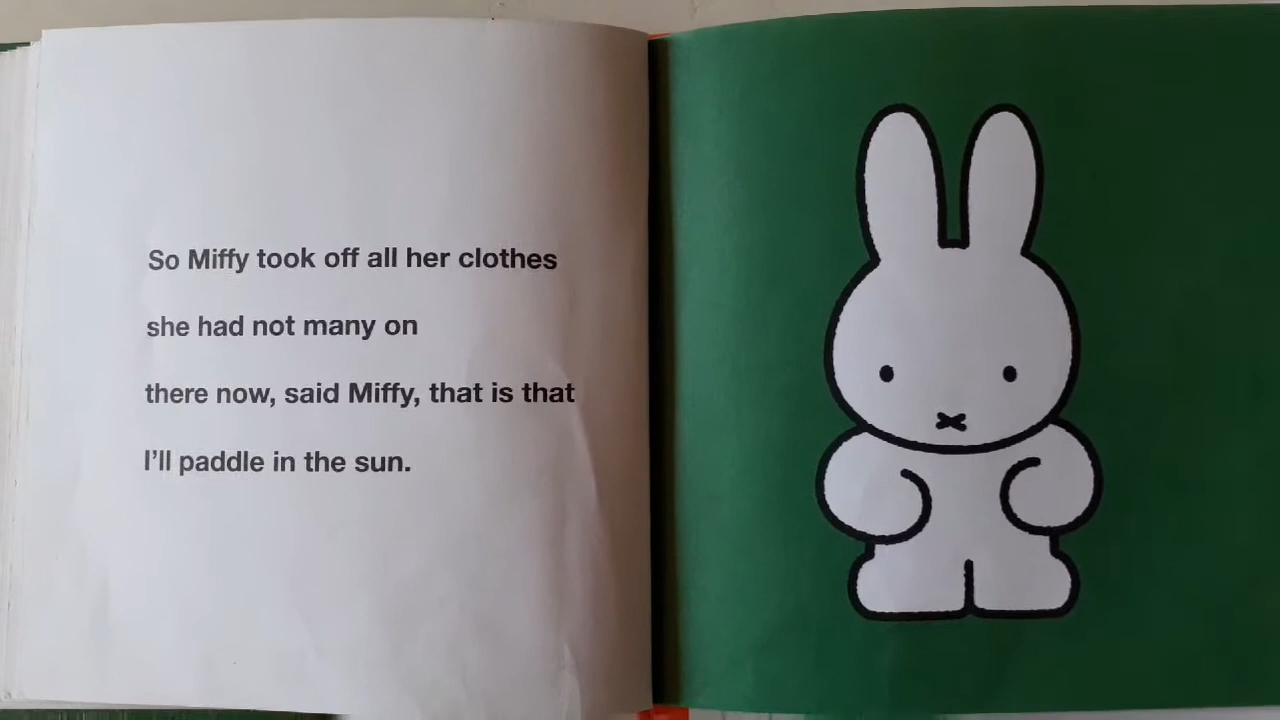 So Miffy took off all her clothes
she had not many on
there now, said Miffy, that is that
I'll paddle in the sun.